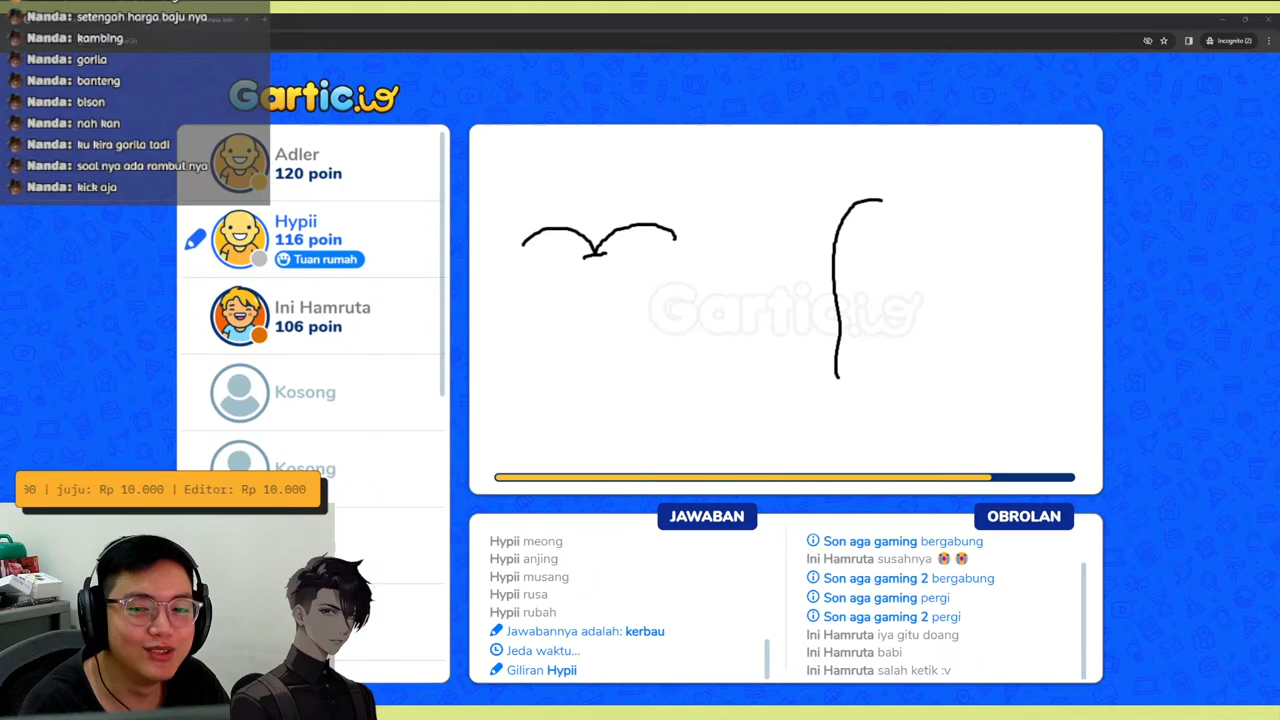 Nanda: setengah harga baju nya
Nanda: kambing
Nanda: gorila
Nanda: banteng
Nanda: bison
Nanda: nah kan
Nanda: ku kira gorila tadi
Nanda: soal nya ada rambut nya
Nanda: kick aja
Incognito (2)
Gartic.io
Adler
120 poin
Hypii
116 poin
Tuan rumah
Ini Hamruta
106 poin
Kosong
Kosong
Gartic.io
00 | juju: Rp 10.000 | Editor: Rp 10.000
JAWABAN
Hypii meong
Hypii anjing
Hypii musang
Hypii rusa
Hypii rubah
Jawabannya adalah: kerbau
Jeda waktu...
Giliran Hypii
OBROLAN
Son aga gaming bergabung
Ini Hamruta susahnya 😭 😭
Son aga gaming 2 bergabung
Son aga gaming pergi
Son aga gaming 2 pergi
Ini Hamruta iya gitu doang
Ini Hamruta babi
Ini Hamruta salah ketik :v